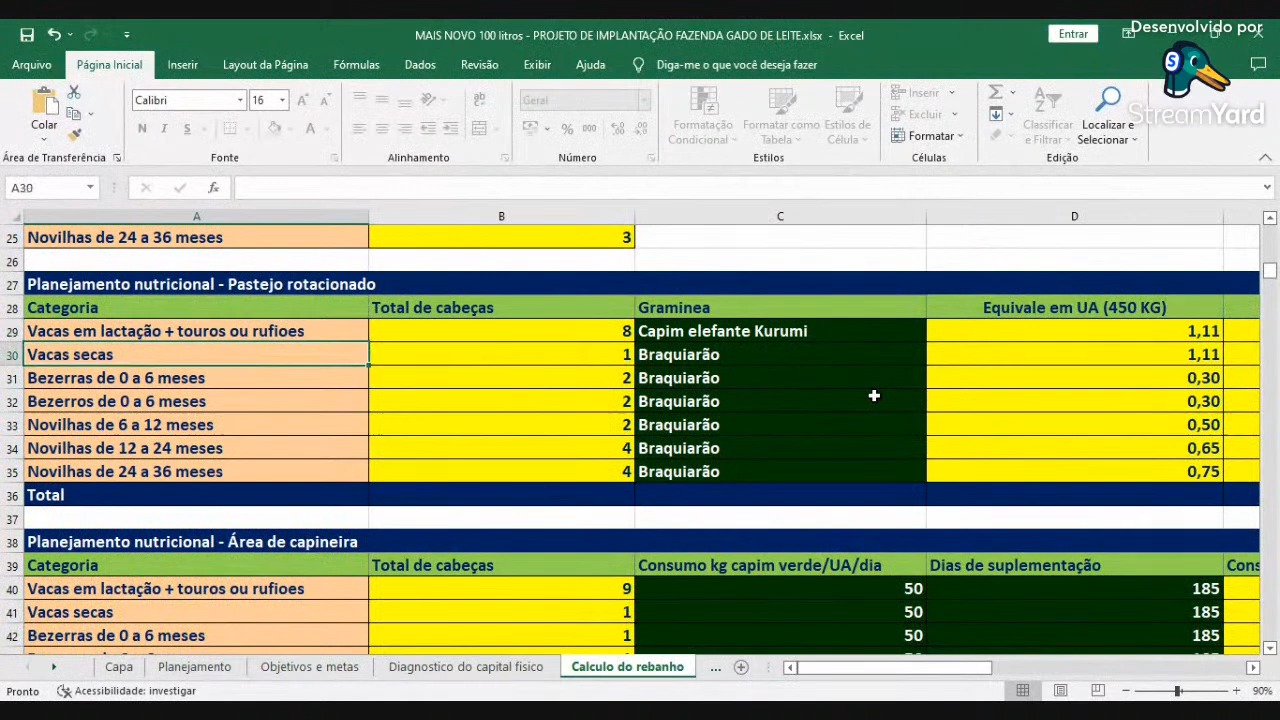 Desenvolvido por
StreamYard
MAIS NOVO 100 litros - PROJETO DE IMPLANTAÇÃO FAZENDA GADO DE LEITE.xlsx - Excel
Entrar
Arquivo Página Inicial Inserir Layout da Página Fórmulas Dados Revisão Exibir Ajuda Diga-me o que você deseja fazer
Colar
Calibri 16
N I S
Geral
% 000
Formatação Condicional
Formatar como Tabela
Estilos de Célula
Inserir
Excluir
Formatar
Classificar e Filtrar
Localizar e Selecionar
Área de Transferência Fonte Alinhamento Número Estilos Células Edição
A30 fx
A B C D
25 Novilhas de 24 a 36 meses 3
26
27 Planejamento nutricional - Pastejo rotacionado
28 Categoria Total de cabeças Graminea Equivale em UA (450 KG)
29 Vacas em lactação + touros ou rufioes 8 Capim elefante Kurumi 1,11
30 Vacas secas 1 Braquiarão 1,11
31 Bezerras de 0 a 6 meses 2 Braquiarão 0,30
32 Bezerros de 0 a 6 meses 2 Braquiarão 0,30
33 Novilhas de 6 a 12 meses 2 Braquiarão 0,50
34 Novilhas de 12 a 24 meses 4 Braquiarão 0,65
35 Novilhas de 24 a 36 meses 4 Braquiarão 0,75
36 Total
37
38 Planejamento nutricional - Área de capineira
39 Categoria Total de cabeças Consumo kg capim verde/UA/dia Dias de suplementação Cons
40 Vacas em lactação + touros ou rufioes 9 50 185
41 Vacas secas 1 50 185
42 Bezerras de 0 a 6 meses 1 50 185
Capa Planejamento Objetivos e metas Diagnostico do capital fisico Calculo do rebanho ...
Pronto Acessibilidade: investigar 90%